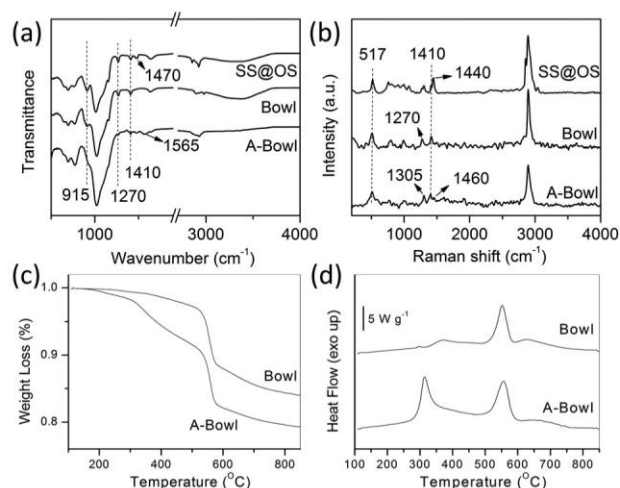 (a)
Transmittance
SS@OS
1470
Bowl
A-Bowl
1565
915
1410
1270
1000 3000 4000
Wavenumber (cm⁻¹)
(b)
Intensity (a.u.)
517 1410
1440 SS@OS
1270 Bowl
1305 1460 A-Bowl
1000 2000 3000 4000
Raman shift (cm⁻¹)
(c)
Weight Loss (%)
1.0
0.9
0.8
Bowl
A-Bowl
200 400 600 800
Temperature (°C)
(d)
Heat Flow (exo up)
5 W g⁻¹
Bowl
A-Bowl
100 200 300 400 500 600 700 800
Temperature (°C)